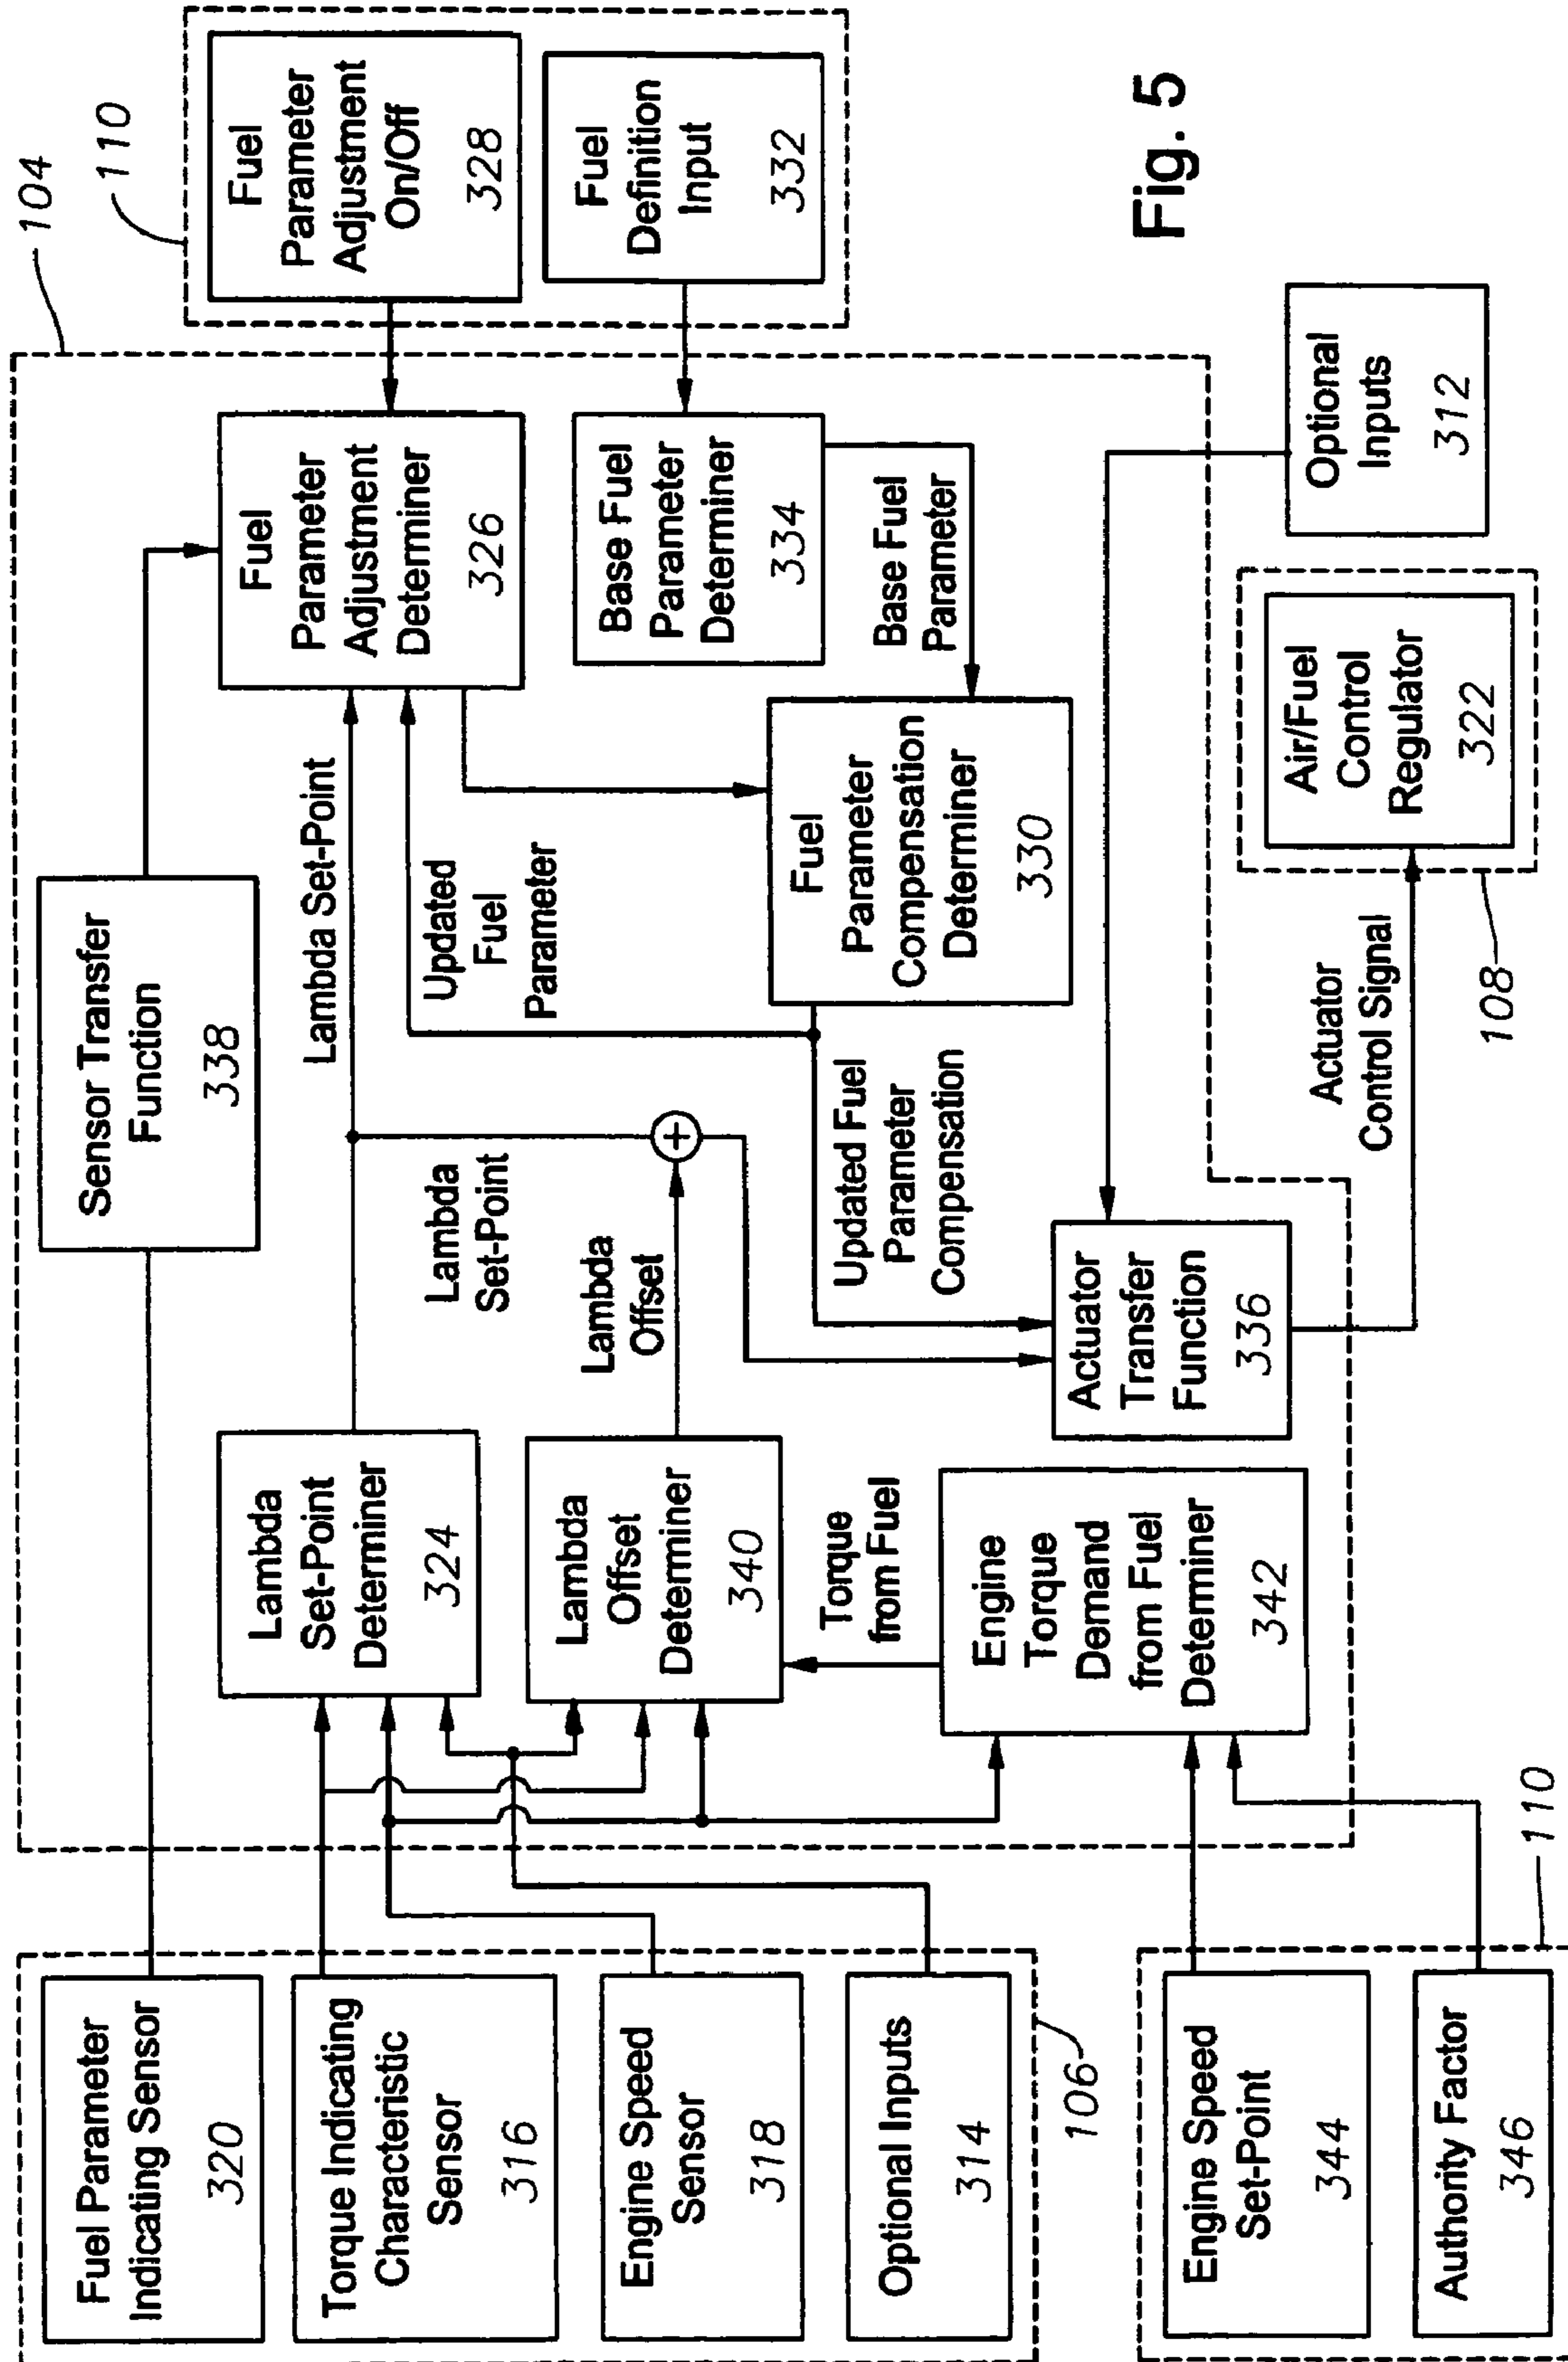 Fuel Parameter
Indicating Sensor
320
Torque Indicating
Characteristic
Sensor
316
Engine Speed
Sensor
318
Optional Inputs
314
106
Engine Speed
Set-Point
344
Authority Factor
346
110
Sensor Transfer
Function
338
Lambda
Set-Point
Determiner
324
Lambda
Offset
Determiner
340
Torque
from Fuel
Engine
Torque
Demand
from Fuel
Determiner
342
Lambda
Set-Point
Lambda
Offset
Lambda Set-Point
Updated
Fuel
Parameter
Updated Fuel
Parameter
Compensation
+
Actuator
Transfer
Function
336
Fuel
Parameter
Adjustment
Determiner
326
Base Fuel
Parameter
Determiner
334
Base Fuel
Parameter
Fuel
Parameter
Compensation
Determiner
330
Actuator
Control Signal
108
Air/Fuel
Control
Regulator
322
Optional
Inputs
312
104
110
Fuel
Parameter
Adjustment
On/Off
328
Fuel
Definition
Input
332
Fig. 5